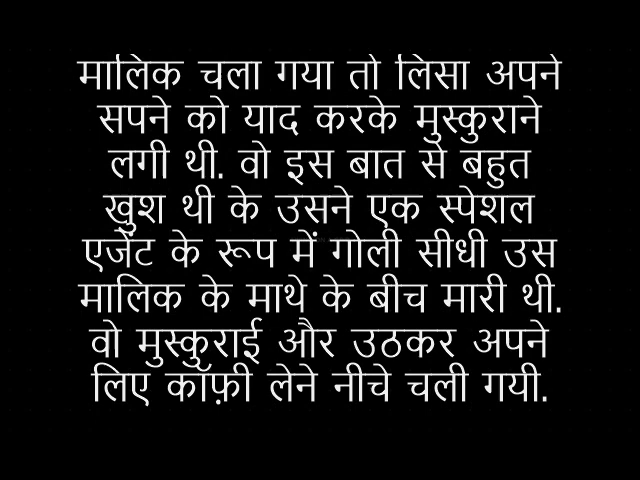 मालिक चला गया तो लिसा अपने
सपने को याद करके मुस्कुराने
लगी थी. वो इस बात से बहुत
खुश थी के उसने एक स्पेशल
एजेंट के रूप में गोली सीधी उस
मालिक के माथे के बीच मारी थी.
वो मुस्कुराई और उठकर अपने
लिए कॉफ़ी लेने नीचे चली गयी.